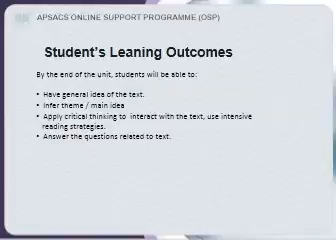 APSACS ONLINE SUPPORT PROGRAMME (OSP)
Student's Leaning Outcomes
By the end of the unit, students will be able to:
• Have general idea of the text.
• Infer theme / main idea
• Apply critical thinking to interact with the text, use intensive
reading strategies.
• Answer the questions related to text.